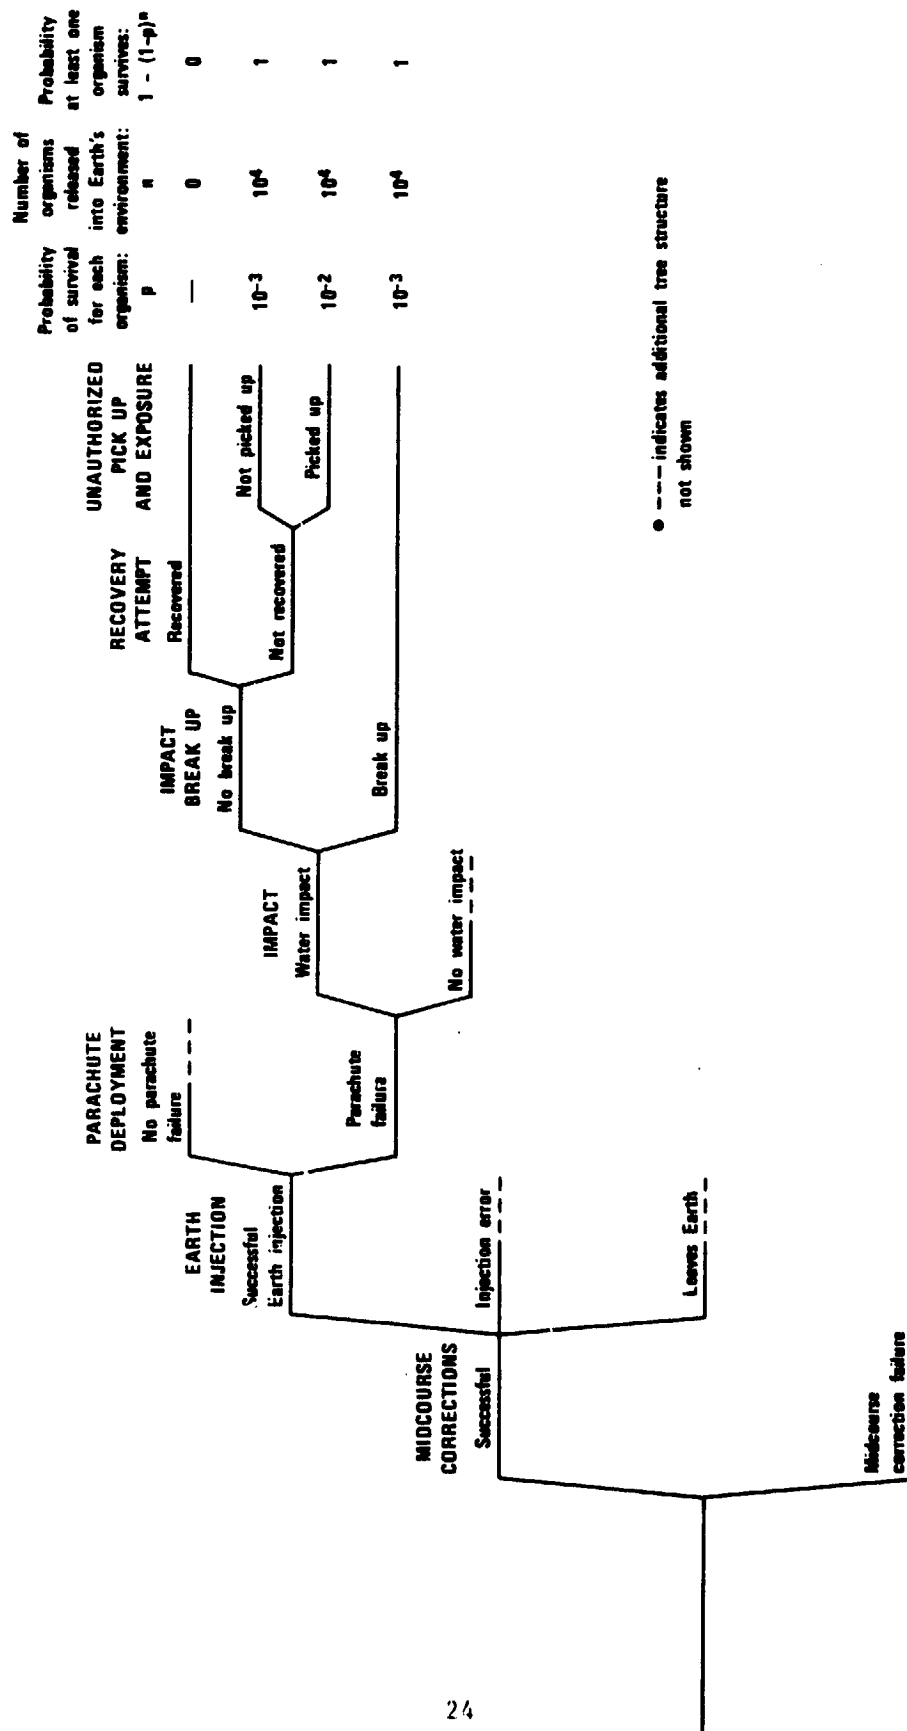 MIDCOURSE
CORRECTIONS
Successful
Midcourse
correction failure
EARTH
INJECTION
Successful
Earth injection
Injection error
Leaves Earth
PARACHUTE
DEPLOYMENT
No parachute
failure
Parachute
failure
IMPACT
Water impact
No water impact
IMPACT
BREAK UP
No break up
Break up
RECOVERY
ATTEMPT
Recovered
Not recovered
UNAUTHORIZED
PICK UP
AND EXPOSURE
Not picked up
Picked up
Probability
of survival
for each
organism:
p
—
10⁻³
10⁻²
10⁻³
Number of
organisms
released
into Earth's
environment:
n
0
10⁴
10⁴
10⁴
Probability
at least one
organism
survives:
1 - (1-p)ⁿ
0
1
1
1
● ---- indicates additional tree structure
not shown
24